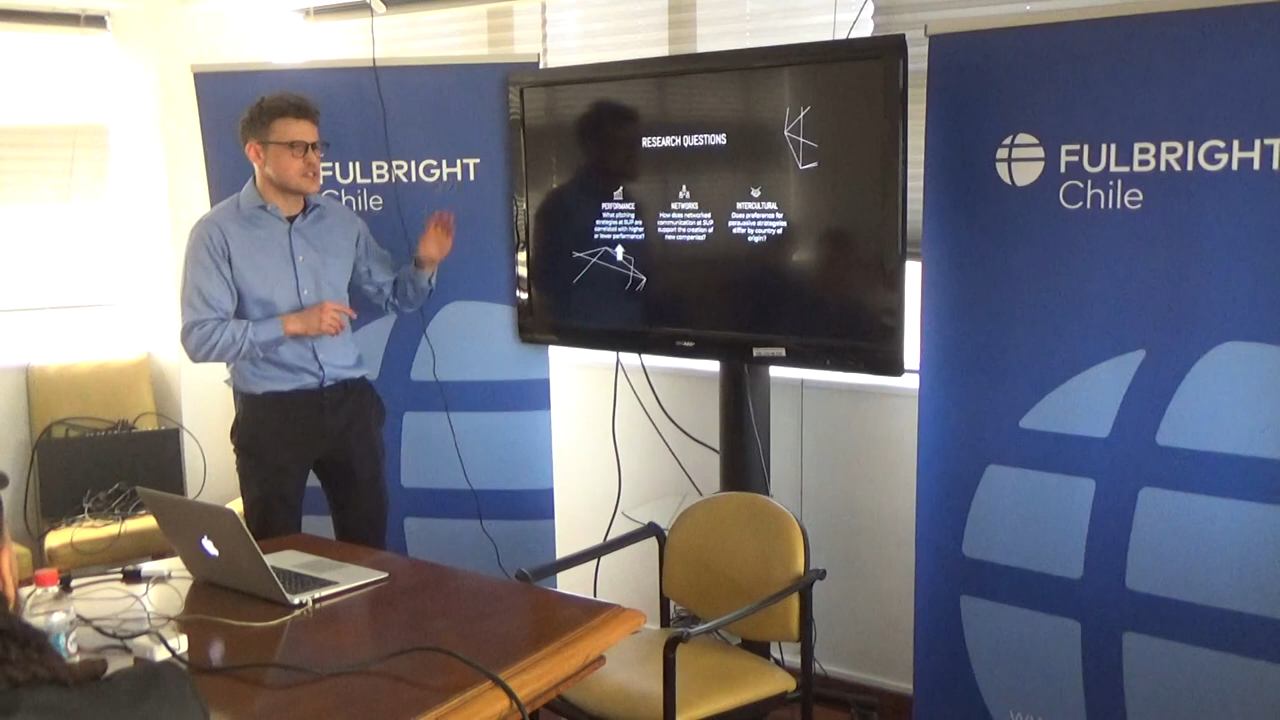 FULBRIGHT
Chile
RESEARCH QUESTIONS
PERFORMANCE
What pitching
strategies at SUP are
correlated with higher
or lower performance?
NETWORKS
How does networked
communication at SUP
support the creation of
new companies?
INTERCULTURAL
Does preference for
persuasive strategies
differ by country of
origin?
SHARP
FULBRIGHT
Chile